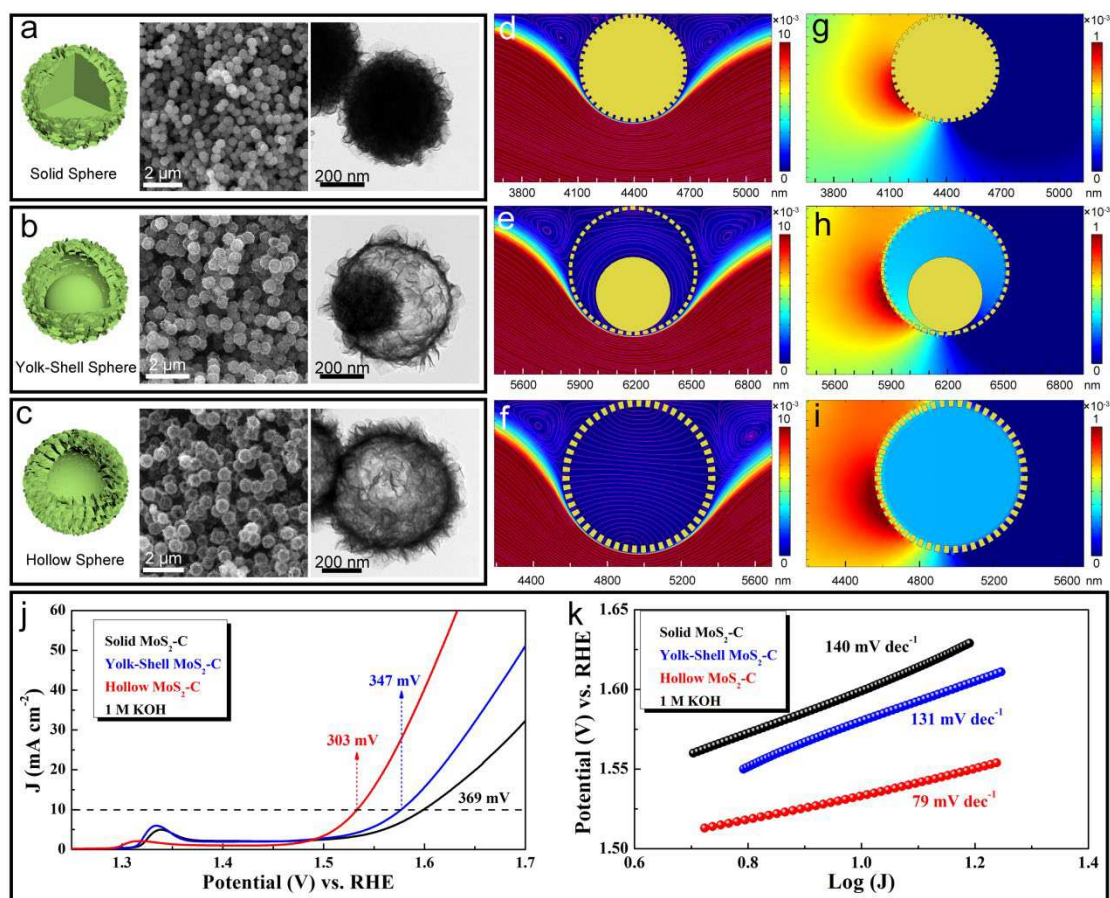 a
Solid Sphere
2 μm
200 nm
b
Yolk-Shell Sphere
2 μm
200 nm
c
Hollow Sphere
2 μm
200 nm
d
×10⁻³
10
0
3800 4100 4400 4700 5000 nm
g
×10⁻³
1
0
3800 4100 4400 4700 5000 nm
e
×10⁻³
10
0
5600 5900 6200 6500 6800 nm
h
×10⁻³
1
0
5600 5900 6200 6500 6800 nm
f
×10⁻³
10
0
4400 4800 5200 5600 nm
i
×10⁻³
1
0
4400 4800 5200 5600 nm
j
Solid MoS₂-C
Yolk-Shell MoS₂-C
Hollow MoS₂-C
1 M KOH
347 mV
303 mV
369 mV
J (mA cm⁻²)
60
50
40
30
20
10
0
1.3 1.4 1.5 1.6 1.7
Potential (V) vs. RHE
k
Solid MoS₂-C
Yolk-Shell MoS₂-C
Hollow MoS₂-C
1 M KOH
140 mV dec⁻¹
131 mV dec⁻¹
79 mV dec⁻¹
Potential (V) vs. RHE
1.65
1.60
1.55
1.50
0.6 0.8 1.0 1.2 1.4
Log (J)